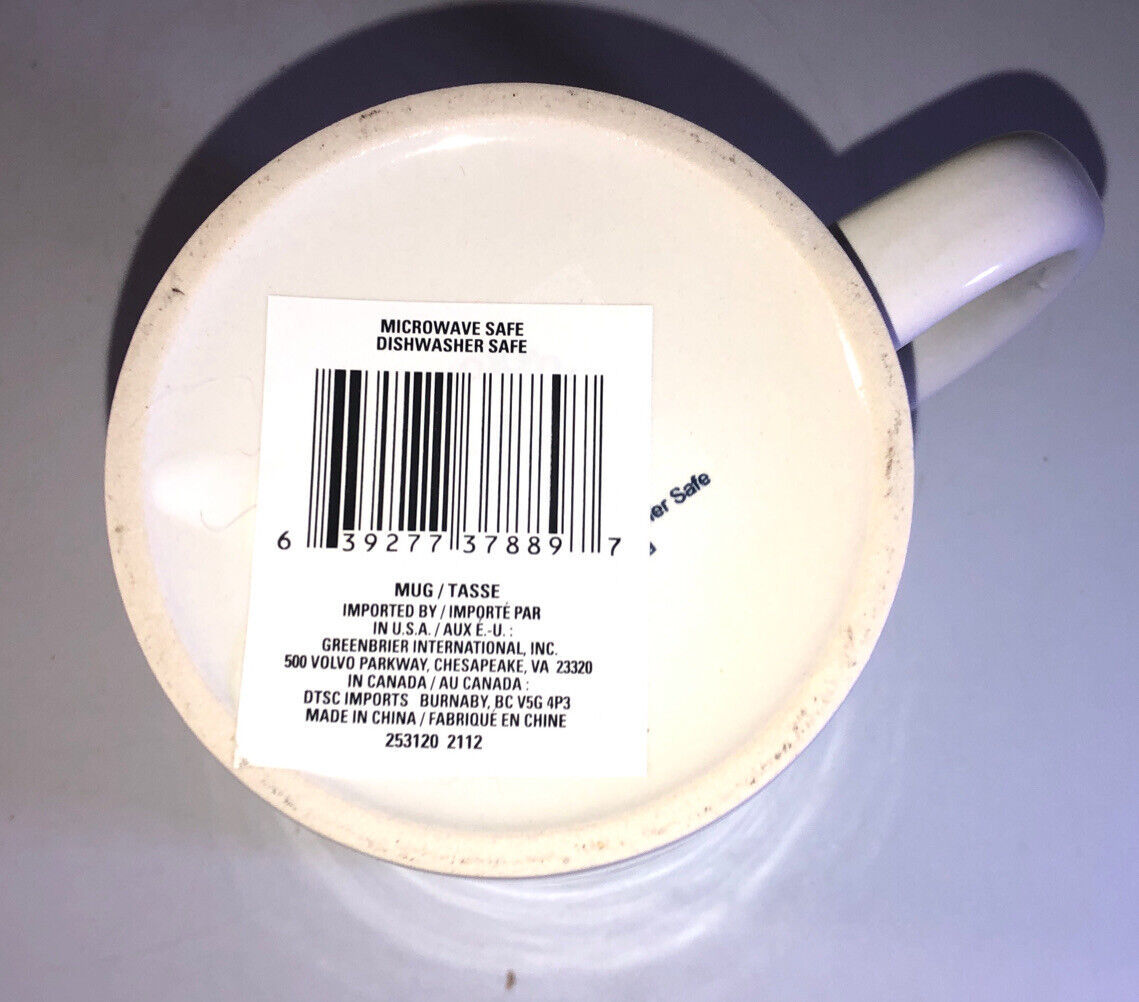 MICROWAVE SAFE
DISHWASHER SAFE
6 39277 37889 7
er Safe
MUG / TASSE
IMPORTED BY / IMPORTÉ PAR
IN U.S.A. / AUX É.-U. :
GREENBRIER INTERNATIONAL, INC.
500 VOLVO PARKWAY, CHESAPEAKE, VA 23320
IN CANADA / AU CANADA :
DTSC IMPORTS BURNABY, BC V5G 4P3
MADE IN CHINA / FABRIQUÉ EN CHINE
253120 2112